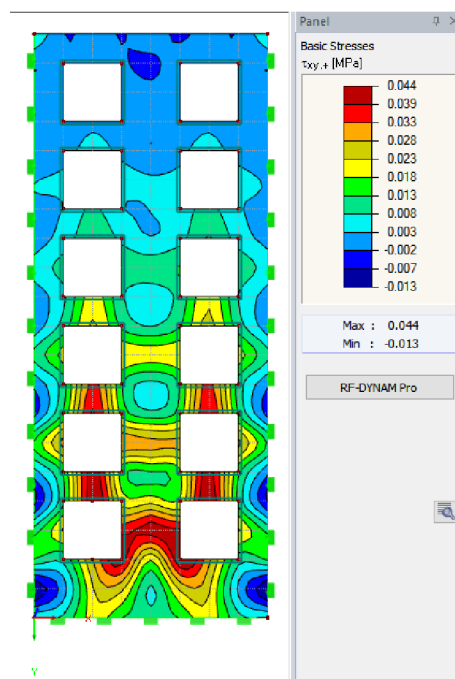 Panel
Basic Stresses
τxy,+ [MPa]
0.044
0.039
0.033
0.028
0.023
0.018
0.013
0.008
0.003
-0.002
-0.007
-0.013
Max : 0.044
Min : -0.013
RF-DYNAM Pro
X
Y